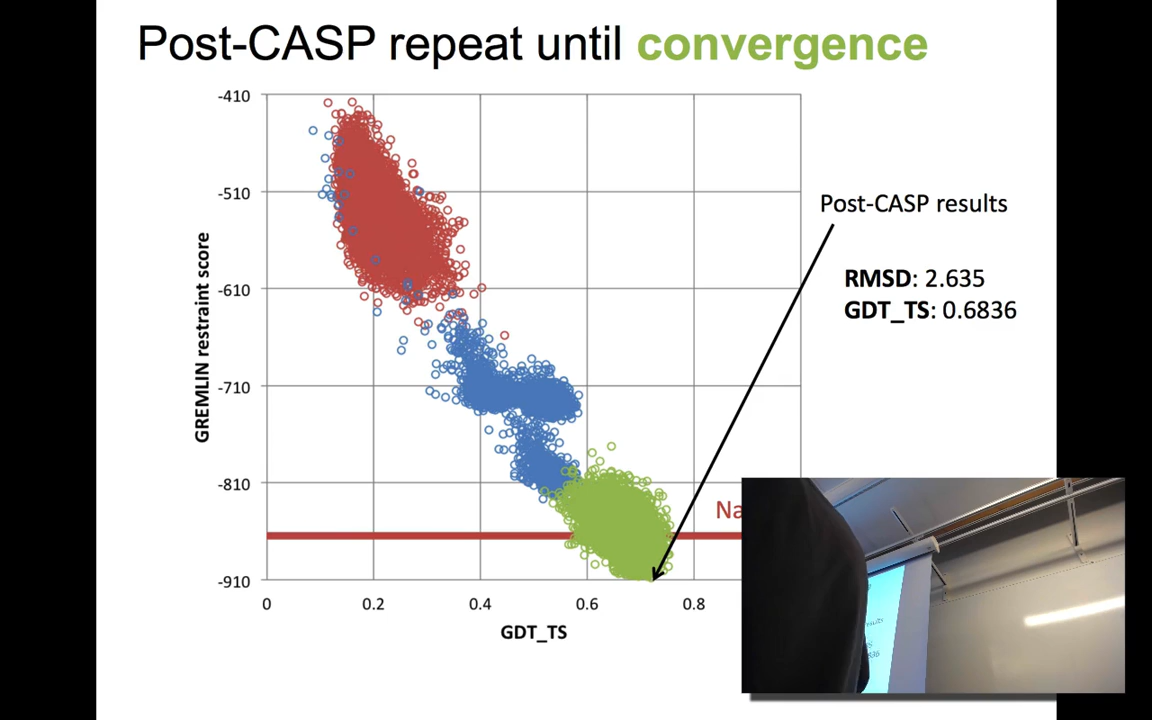 Post-CASP repeat until convergence
-410
-510
-610
-710
-810
-910
GREMLIN restraint score
0
0.2
0.4
0.6
0.8
GDT_TS
Post-CASP results
RMSD: 2.635
GDT_TS: 0.6836
Na